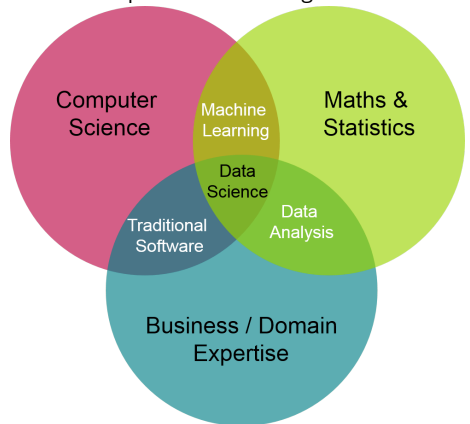 Computer
Science
Maths &
Statistics
Machine
Learning
Data
Science
Traditional
Software
Data
Analysis
Business / Domain
Expertise